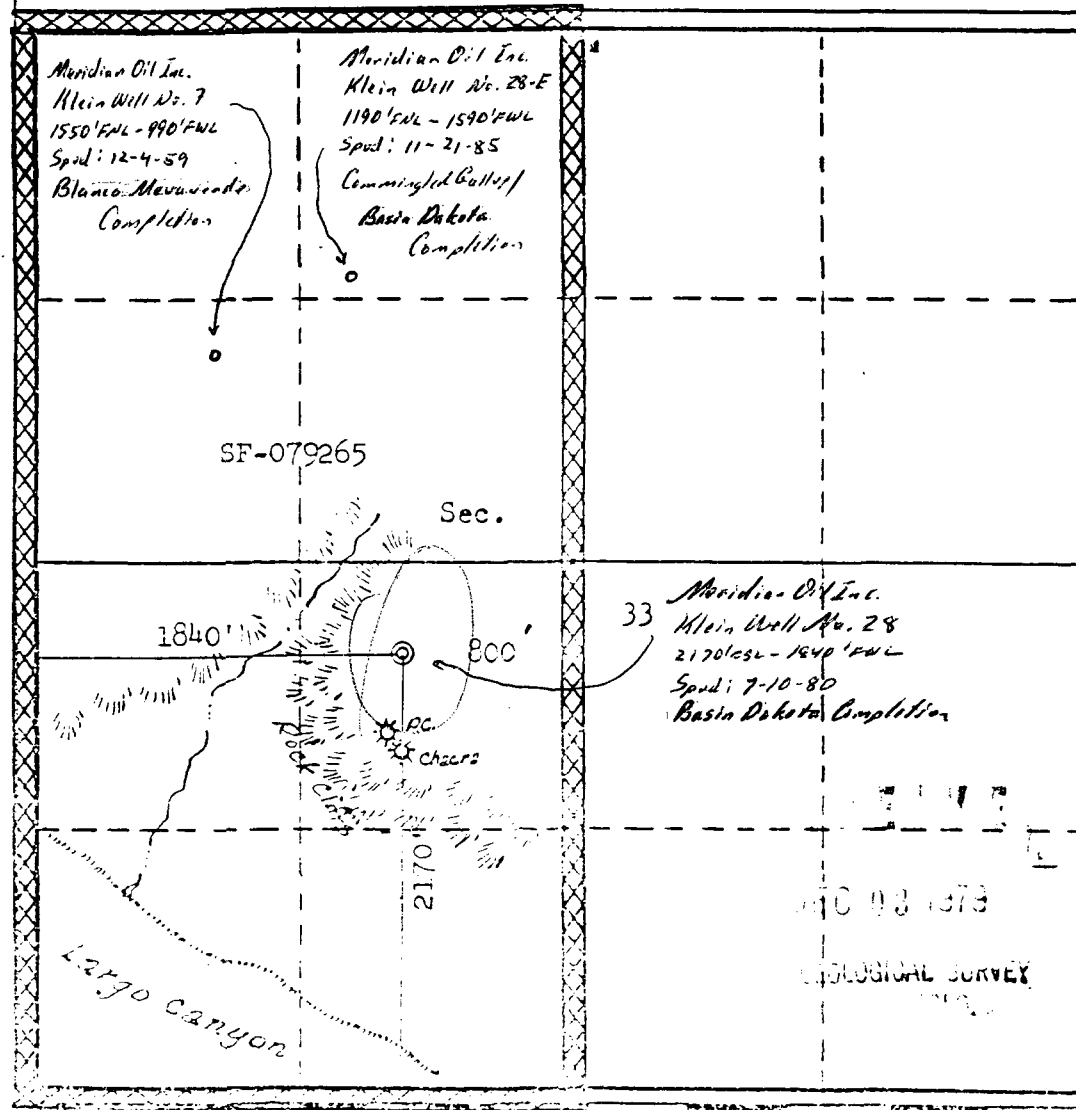 Meridian Oil Inc.
Klein Well No. 7
1550'FNL - 990'FWL
Spud: 12-4-59
Blanco Mesaverde
Completion
Meridian Oil Inc.
Klein Well No. 28-E
1190'FNL - 1590'FWL
Spud: 11-21-85
Commingled Gallup/
Basin Dakota
Completion
SF-079265
Sec.
33
1840'
800'
Meridian Oil Inc.
Klein Well No. 28
2170'FSL - 1840'FWL
Spud: 7-10-80
Basin Dakota Completion
P.C.
Chacra
Rock Cliffs
2170'
Largo canyon
SURVEY